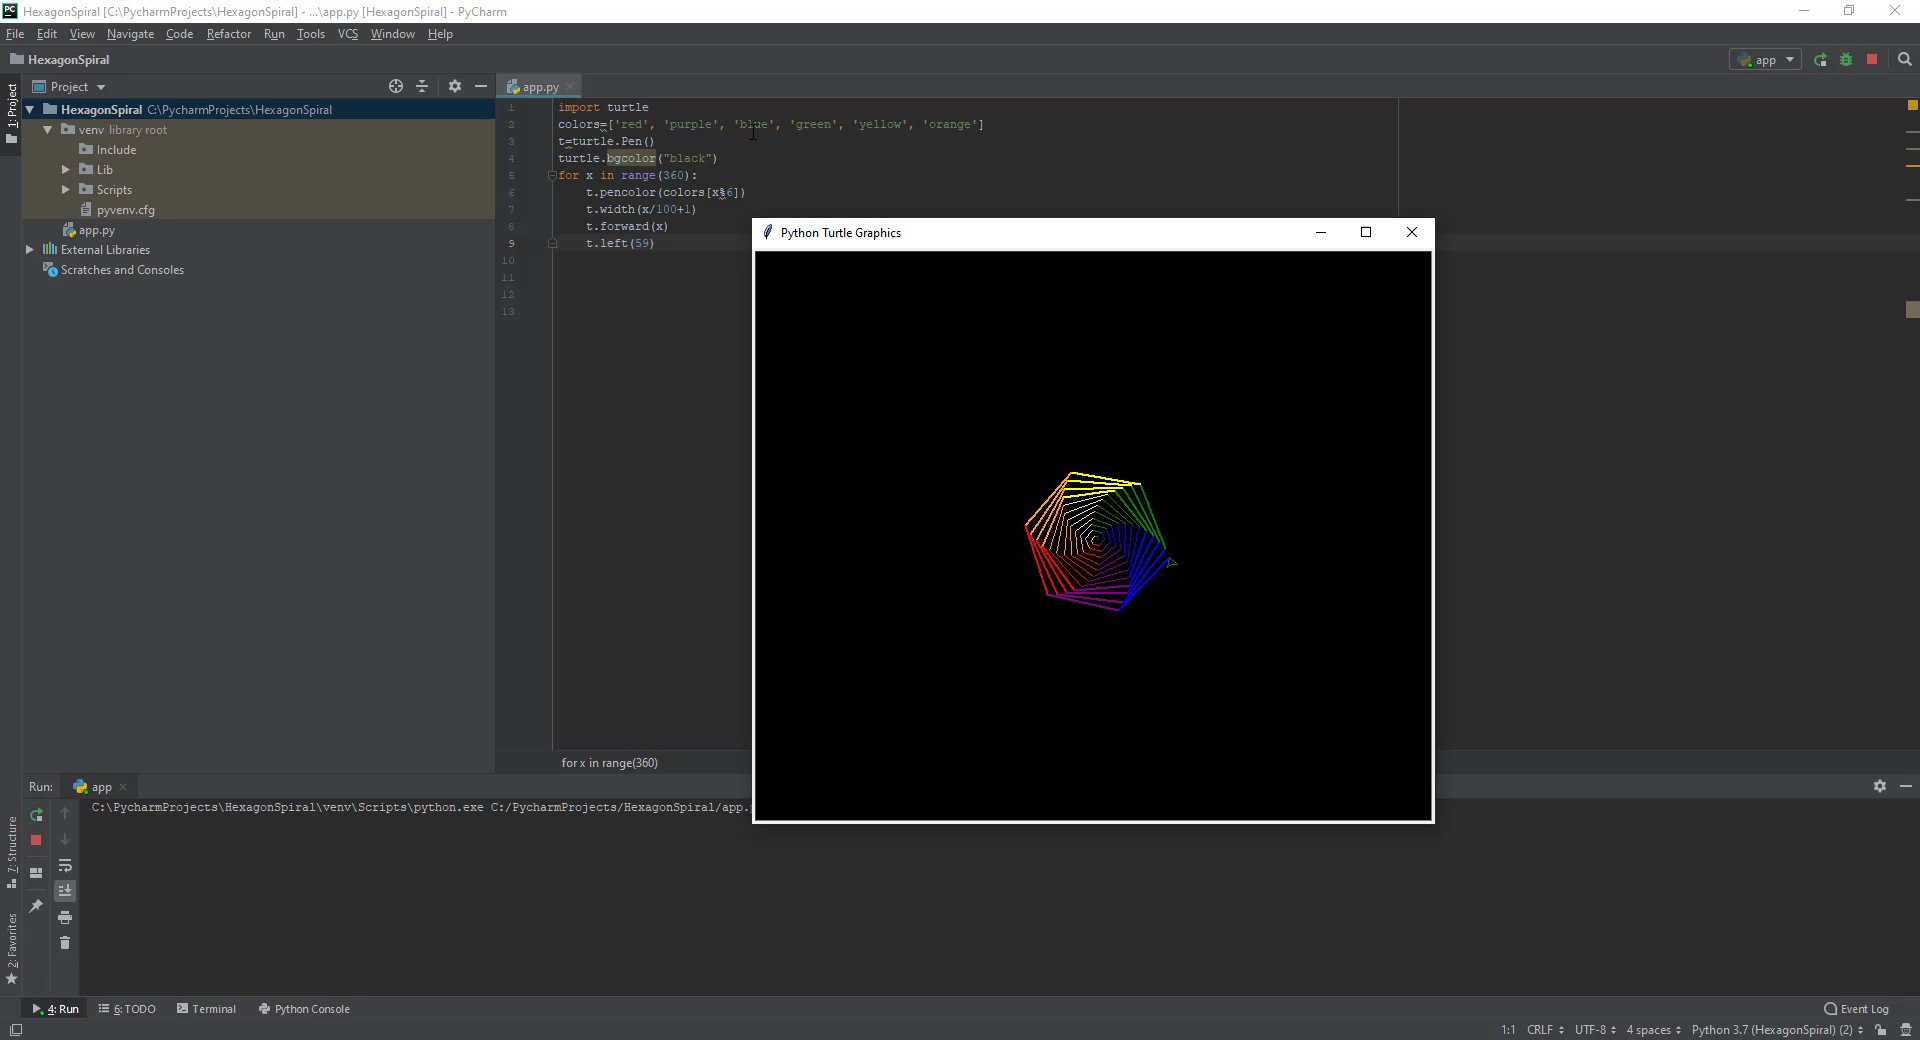 HexagonSpiral [C:\PycharmProjects\HexagonSpiral] - ...\app.py [HexagonSpiral] - PyCharm
File Edit View Navigate Code Refactor Run Tools VCS Window Help
HexagonSpiral
app
Project
app.py
1: Project
HexagonSpiral C:\PycharmProjects\HexagonSpiral
venv library root
Include
Lib
Scripts
pyvenv.cfg
app.py
External Libraries
Scratches and Consoles
1 import turtle
2 colors=['red', 'purple', 'blue', 'green', 'yellow', 'orange']
3 t=turtle.Pen()
4 turtle.bgcolor("black")
5 for x in range(360):
6 t.pencolor(colors[x%6])
7 t.width(x/100+1)
8 t.forward(x)
9 t.left(59)
10
11
12
13
Python Turtle Graphics
for x in range(360)
Run: app
C:\PycharmProjects\HexagonSpiral\venv\Scripts\python.exe C:/PycharmProjects/HexagonSpiral/app.
7: Structure
2: Favorites
4: Run 6: TODO Terminal Python Console Event Log
1:1 CRLF UTF-8 4 spaces Python 3.7 (HexagonSpiral) (2)